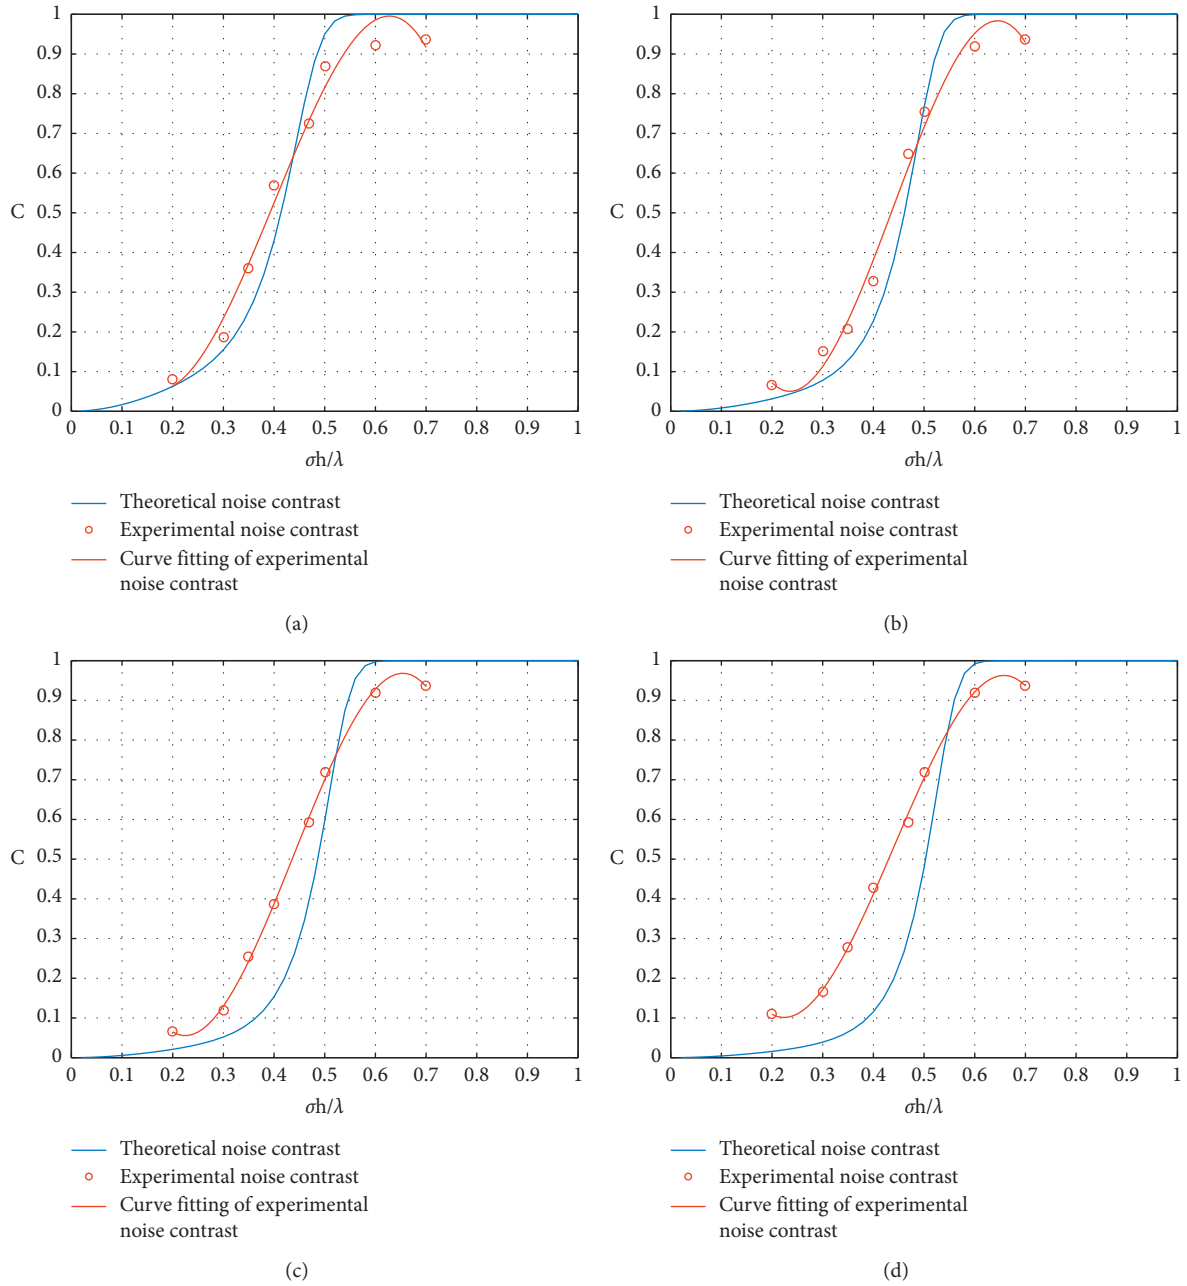 1
0.9
0.8
0.7
0.6
C 0.5
0.4
0.3
0.2
0.1
0
0 0.1 0.2 0.3 0.4 0.5 0.6 0.7 0.8 0.9 1
σh/λ
Theoretical noise contrast
Experimental noise contrast
Curve fitting of experimental
noise contrast
(a)
1
0.9
0.8
0.7
0.6
C 0.5
0.4
0.3
0.2
0.1
0
0 0.1 0.2 0.3 0.4 0.5 0.6 0.7 0.8 0.9 1
σh/λ
Theoretical noise contrast
Experimental noise contrast
Curve fitting of experimental
noise contrast
(b)
1
0.9
0.8
0.7
0.6
C 0.5
0.4
0.3
0.2
0.1
0
0 0.1 0.2 0.3 0.4 0.5 0.6 0.7 0.8 0.9 1
σh/λ
Theoretical noise contrast
Experimental noise contrast
Curve fitting of experimental
noise contrast
(c)
1
0.9
0.8
0.7
0.6
C 0.5
0.4
0.3
0.2
0.1
0
0 0.1 0.2 0.3 0.4 0.5 0.6 0.7 0.8 0.9 1
σh/λ
Theoretical noise contrast
Experimental noise contrast
Curve fitting of experimental
noise contrast
(d)